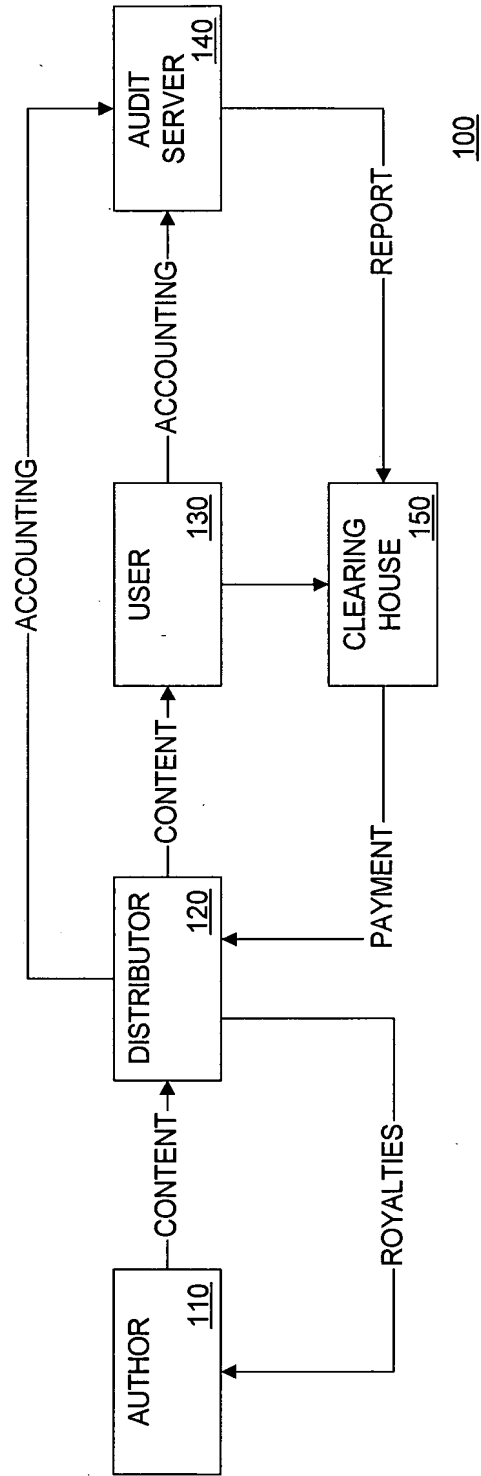 ACCOUNTING
AUTHOR
110
CONTENT
DISTRIBUTOR
120
CONTENT
USER
130
ACCOUNTING
AUDIT
SERVER
140
ROYALTIES
PAYMENT
CLEARING
HOUSE
150
REPORT
100